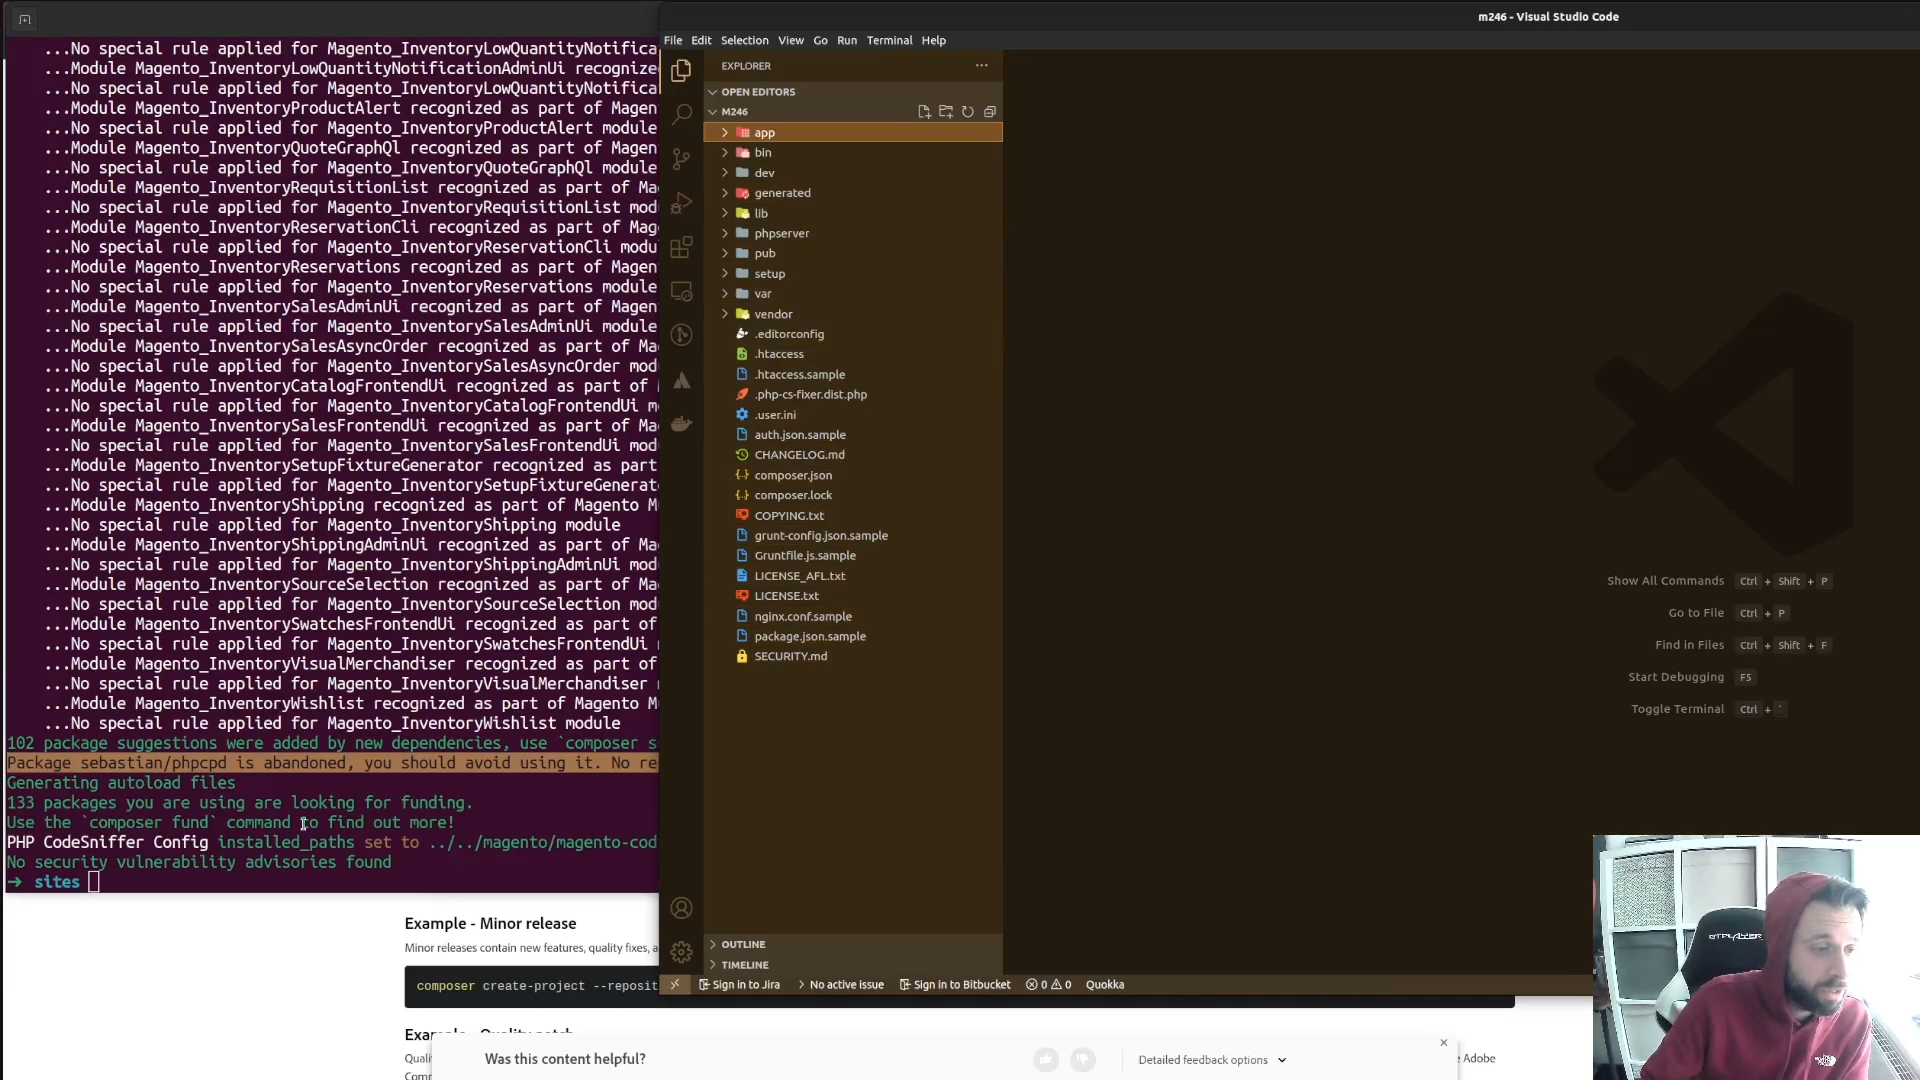 m246 - Visual Studio Code
File Edit Selection View Go Run Terminal Help
...No special rule applied for Magento_InventoryLowQuantityNotifica
...Module Magento_InventoryLowQuantityNotificationAdminUi recognize
...No special rule applied for Magento_InventoryLowQuantityNotifica
...Module Magento_InventoryProductAlert recognized as part of Magen
...No special rule applied for Magento_InventoryProductAlert module
...Module Magento_InventoryQuoteGraphQl recognized as part of Magen
...No special rule applied for Magento_InventoryQuoteGraphQl module
...Module Magento_InventoryRequisitionList recognized as part of Ma
...No special rule applied for Magento_InventoryRequisitionList mod
...Module Magento_InventoryReservationCli recognized as part of Mag
...No special rule applied for Magento_InventoryReservationCli modu
...Module Magento_InventoryReservations recognized as part of Magen
...No special rule applied for Magento_InventoryReservations module
...Module Magento_InventorySalesAdminUi recognized as part of Magen
...No special rule applied for Magento_InventorySalesAdminUi module
...Module Magento_InventorySalesAsyncOrder recognized as part of Ma
...No special rule applied for Magento_InventorySalesAsyncOrder mod
...Module Magento_InventoryCatalogFrontendUi recognized as part of
...No special rule applied for Magento_InventoryCatalogFrontendUi m
...Module Magento_InventorySalesFrontendUi recognized as part of Ma
...No special rule applied for Magento_InventorySalesFrontendUi mod
...Module Magento_InventorySetupFixtureGenerator recognized as part
...No special rule applied for Magento_InventorySetupFixtureGenerat
...Module Magento_InventoryShipping recognized as part of Magento M
...No special rule applied for Magento_InventoryShipping module
...Module Magento_InventoryShippingAdminUi recognized as part of Ma
...No special rule applied for Magento_InventoryShippingAdminUi mod
...Module Magento_InventorySourceSelection recognized as part of Ma
...No special rule applied for Magento_InventorySourceSelection mod
...Module Magento_InventorySwatchesFrontendUi recognized as part of
...No special rule applied for Magento_InventorySwatchesFrontendUi
...Module Magento_InventoryVisualMerchandiser recognized as part of
...No special rule applied for Magento_InventoryVisualMerchandiser
...Module Magento_InventoryWishlist recognized as part of Magento M
...No special rule applied for Magento_InventoryWishlist module
102 package suggestions were added by new dependencies, use `composer s
Package sebastian/phpcpd is abandoned, you should avoid using it. No re
Generating autoload files
133 packages you are using are looking for funding.
Use the `composer fund` command to find out more!
PHP CodeSniffer Config installed_paths set to ../../magento/magento-cod
No security vulnerability advisories found
→ sites
EXPLORER
OPEN EDITORS
M246
app
bin
dev
generated
lib
phpserver
pub
setup
var
vendor
.editorconfig
.htaccess
.htaccess.sample
.php-cs-fixer.dist.php
.user.ini
auth.json.sample
CHANGELOG.md
composer.json
composer.lock
COPYING.txt
grunt-config.json.sample
Gruntfile.js.sample
LICENSE_AFL.txt
LICENSE.txt
nginx.conf.sample
package.json.sample
SECURITY.md
OUTLINE
TIMELINE
Show All Commands Ctrl + Shift + P
Go to File Ctrl + P
Find in Files Ctrl + Shift + F
Start Debugging F5
Toggle Terminal Ctrl + `
Sign in to Jira No active issue Sign in to Bitbucket 0 0 Quokka
Example - Minor release
Minor releases contain new features, quality fixes, a
composer create-project --reposit
Was this content helpful?
Detailed feedback options
Adobe